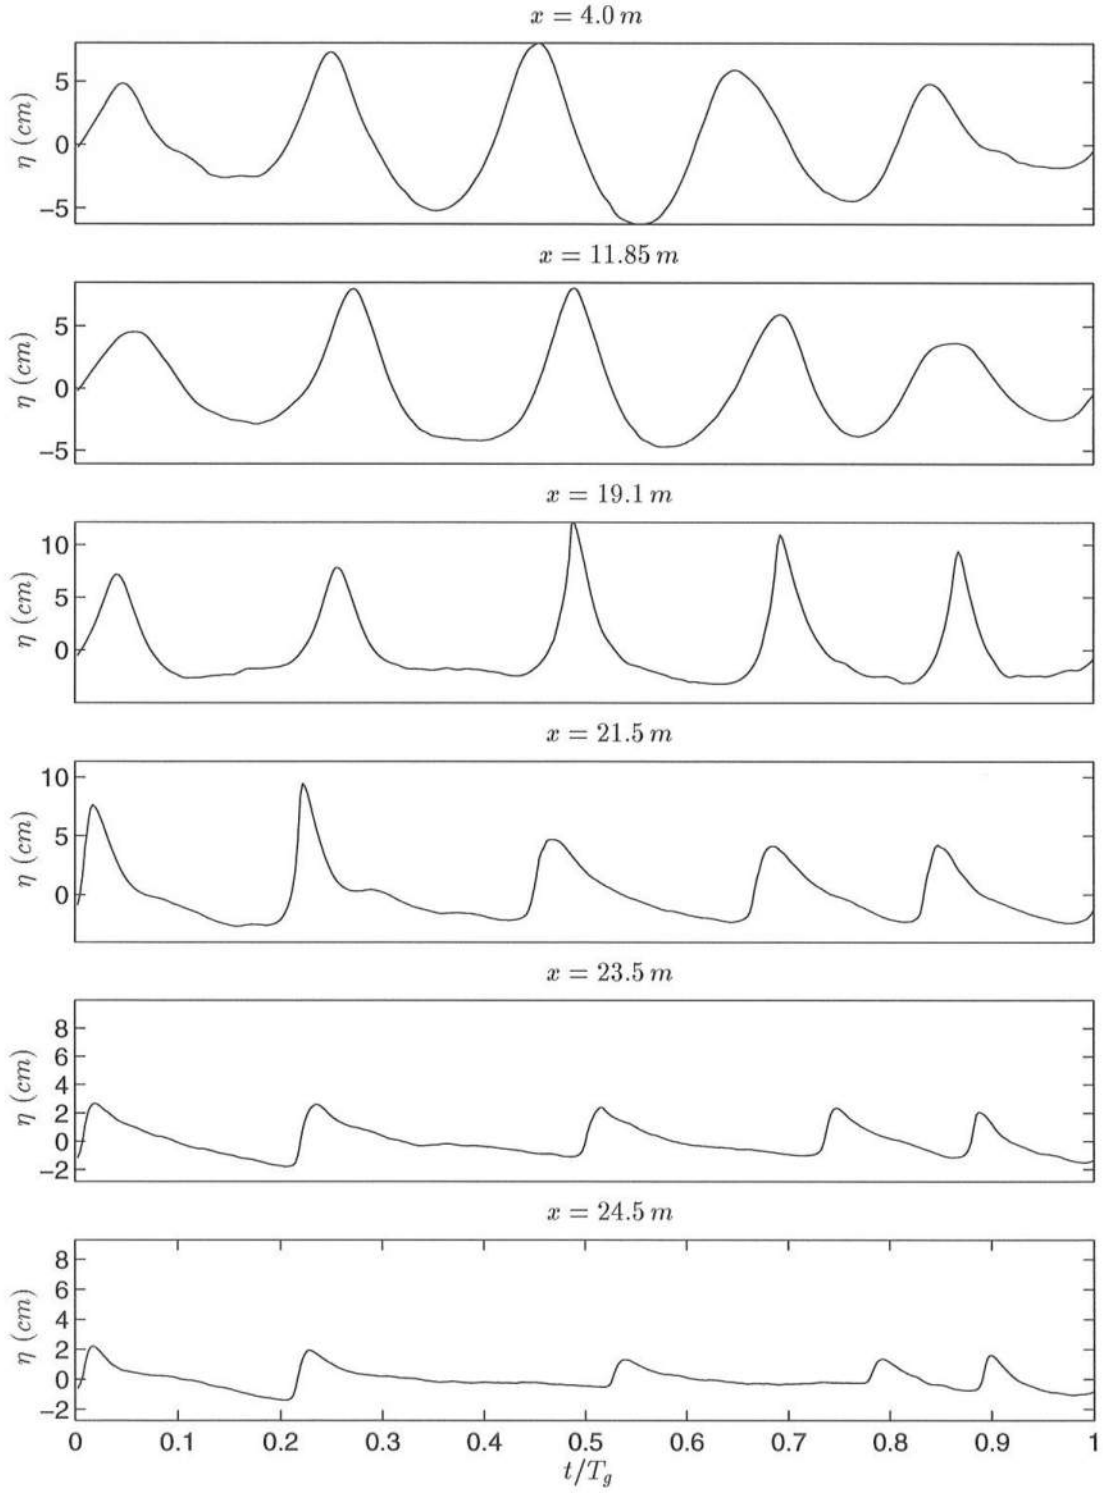 x = 4.0 m
5
0
−5
η (cm)
x = 11.85 m
5
0
−5
η (cm)
x = 19.1 m
10
5
0
η (cm)
x = 21.5 m
10
5
0
η (cm)
x = 23.5 m
8
6
4
2
0
−2
η (cm)
x = 24.5 m
8
6
4
2
0
−2
η (cm)
0 0.1 0.2 0.3 0.4 0.5 0.6 0.7 0.8 0.9 1
t/T_g